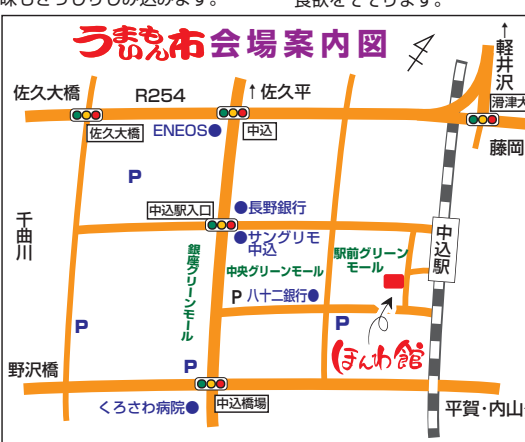 うまいもん市会場案内図
↑軽井沢
佐久大橋
R254
↑佐久平
滑津大
佐久大橋
ENEOS
中込
藤岡
P
中込駅入口
長野銀行
千曲川
サングリモ
中込
中込駅
銀座グリーンモール
中央グリーンモール
駅前グリーン
モール
P 八十二銀行
P
P
ほんわ館
野沢橋
P
くろさわ病院
中込橋場
平賀・内山